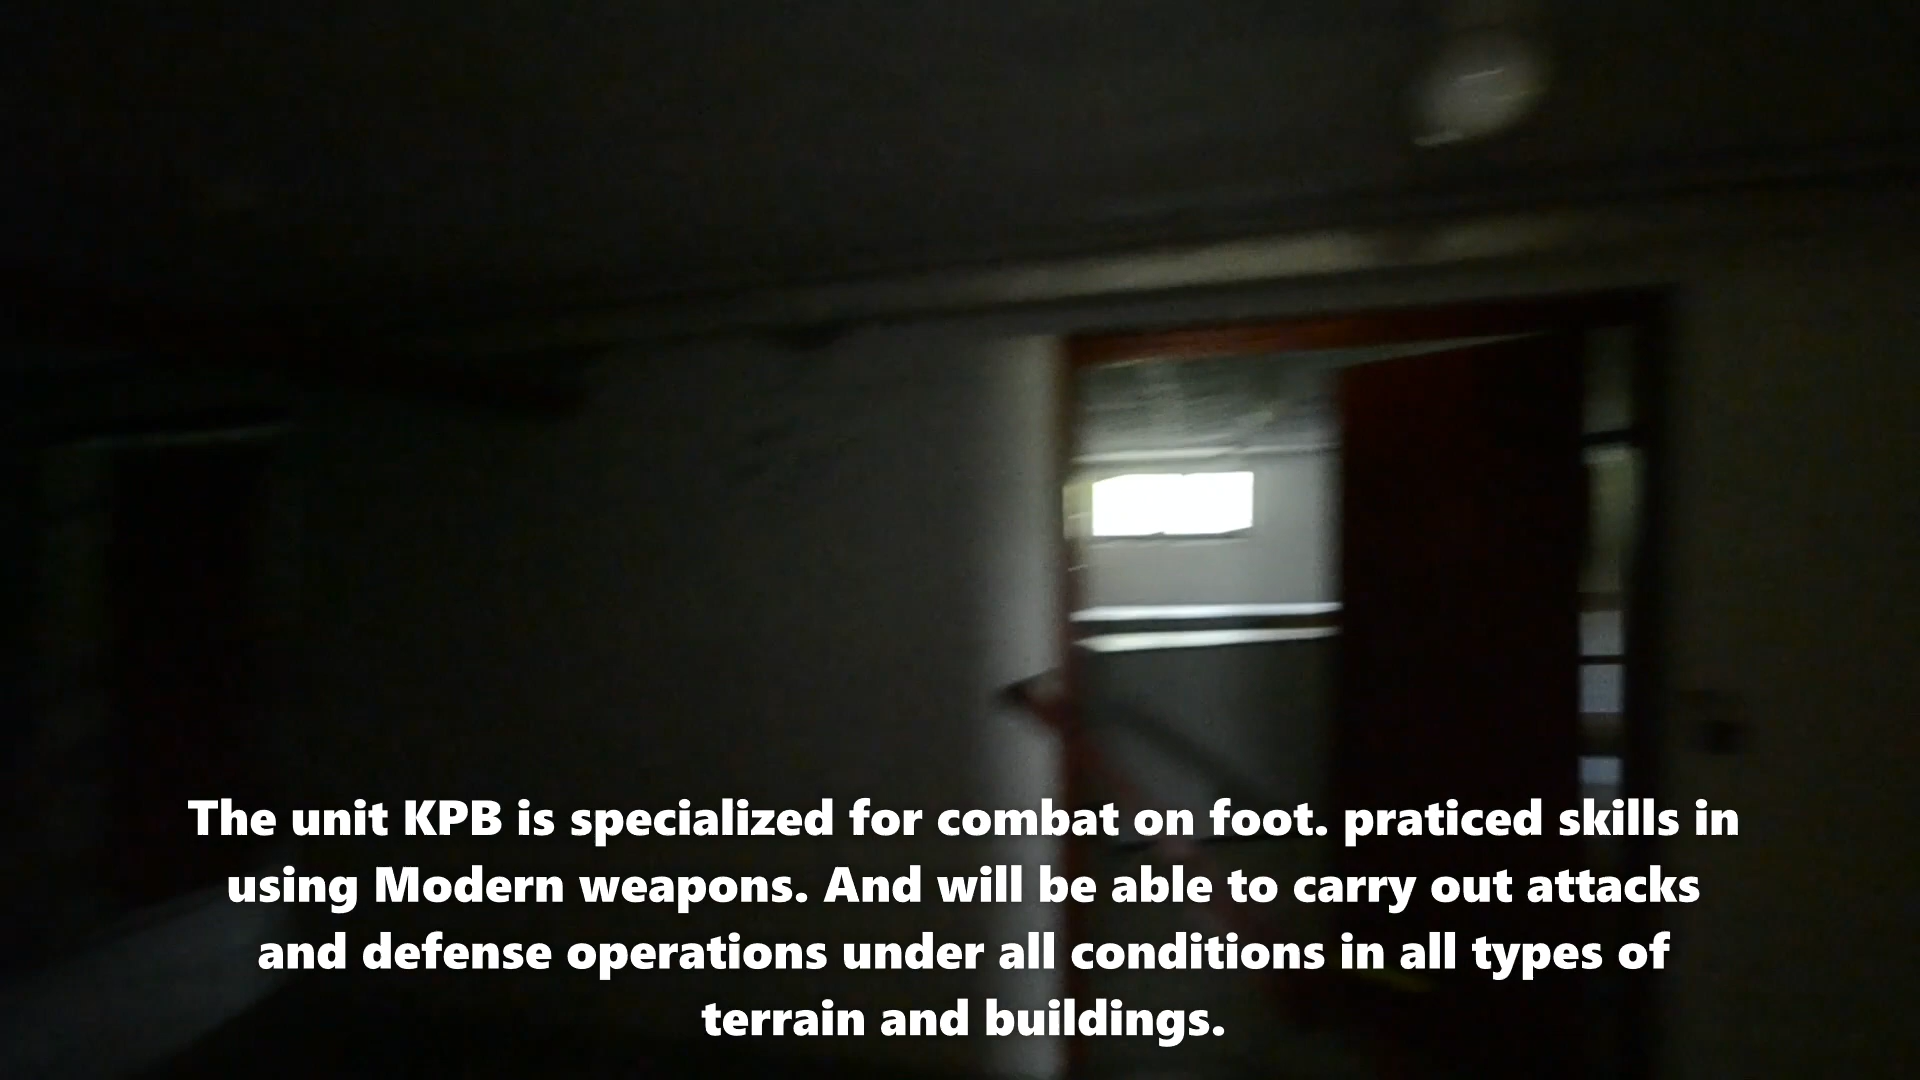 The unit KPB is specialized for combat on foot. praticed skills in
using Modern weapons. And will be able to carry out attacks
and defense operations under all conditions in all types of
terrain and buildings.